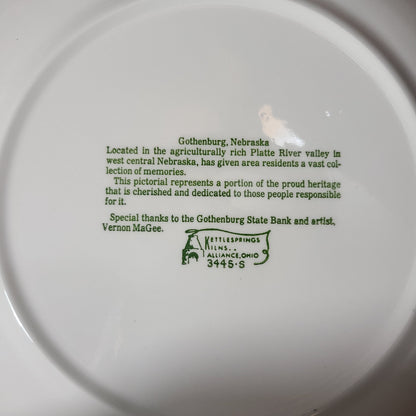 Gothenburg, Nebraska
Located in the agriculturally rich Platte River valley in
west central Nebraska, has given area residents a vast col-
lection of memories.
This pictorial represents a portion of the proud heritage
that is cherished and dedicated to those people responsible
for it.
Special thanks to the Gothenburg State Bank and artist,
Vernon MaGee.
KETTLESPRINGS
KILNS..
ALLIANCE, OHIO
3445-S